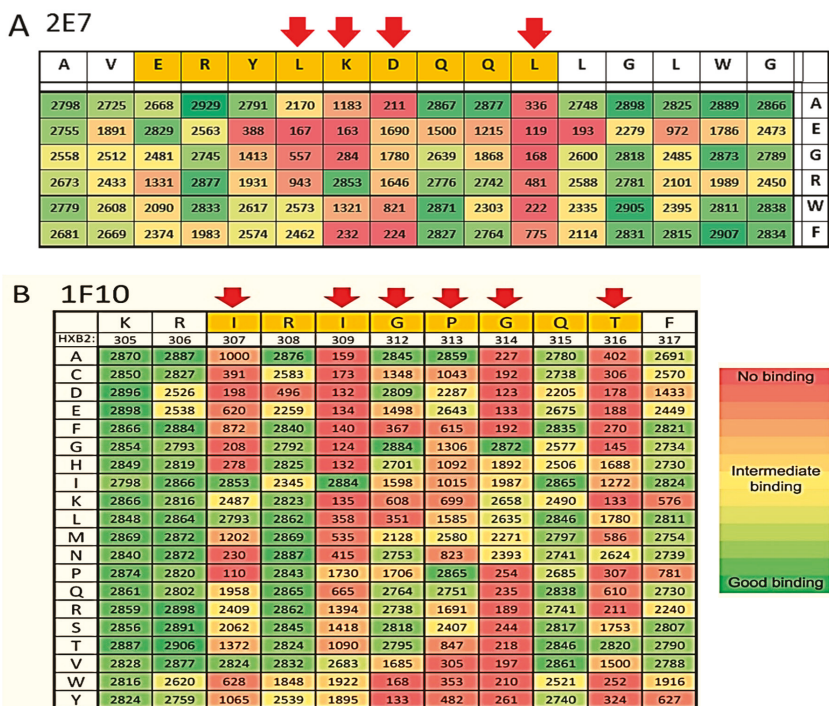 A 2E7
A V E R Y L K D Q Q L L G L W G
2798 2725 2668 2929 2791 2170 1183 211 2867 2877 336 2748 2898 2825 2889 2866 A
2755 1891 2829 2563 388 167 163 1690 1500 1215 119 193 2279 972 1786 2473 E
2558 2512 2481 2745 1413 557 284 1780 2639 1868 168 2600 2818 2485 2873 2789 G
2673 2433 1331 2877 1931 943 2853 1646 2776 2742 481 2588 2781 2101 1989 2450 R
2779 2608 2090 2833 2617 2573 1321 821 2871 2303 222 2335 2905 2395 2811 2838 W
2681 2669 2374 1983 2574 2462 232 224 2827 2764 775 2114 2831 2815 2907 2834 F
B 1F10
K R I R I G P G Q T F
HXB2: 305 306 307 308 309 312 313 314 315 316 317
A 2870 2887 1000 2876 159 2845 2859 227 2780 402 2691
C 2850 2827 391 2583 173 1348 1043 192 2738 306 2570
D 2896 2526 198 496 132 2809 2287 123 2205 178 1433
E 2898 2538 620 2259 134 1498 2643 133 2675 188 2449
F 2866 2884 872 2840 140 367 615 192 2835 270 2821
G 2854 2793 208 2792 124 2884 1306 2872 2577 145 2734
H 2849 2819 278 2825 132 2701 1092 1892 2506 1688 2730
I 2798 2866 2853 2345 2884 1598 1015 1987 2865 1272 2824
K 2866 2816 2487 2823 135 608 699 2658 2490 133 576
L 2848 2864 2793 2862 358 351 1585 2635 2846 1780 2811
M 2869 2872 1202 2869 535 2128 2580 2271 2797 586 2754
N 2840 2872 230 2887 415 2753 823 2393 2741 2624 2739
P 2874 2820 110 2843 1730 1706 2865 254 2685 307 781
Q 2861 2802 1958 2865 665 2764 2751 235 2838 610 2730
R 2859 2898 2409 2862 1394 2738 1691 189 2741 211 2240
S 2856 2891 2062 2845 1418 2818 2407 244 2817 1753 2807
T 2887 2906 1372 2824 1090 2795 847 218 2846 2820 2790
V 2828 2877 2824 2832 2683 1685 305 197 2861 1500 2788
W 2816 2620 628 1848 1922 168 353 210 2521 252 1916
Y 2824 2759 1065 2539 1895 133 482 261 2740 324 627
No binding
Intermediate
binding
Good binding